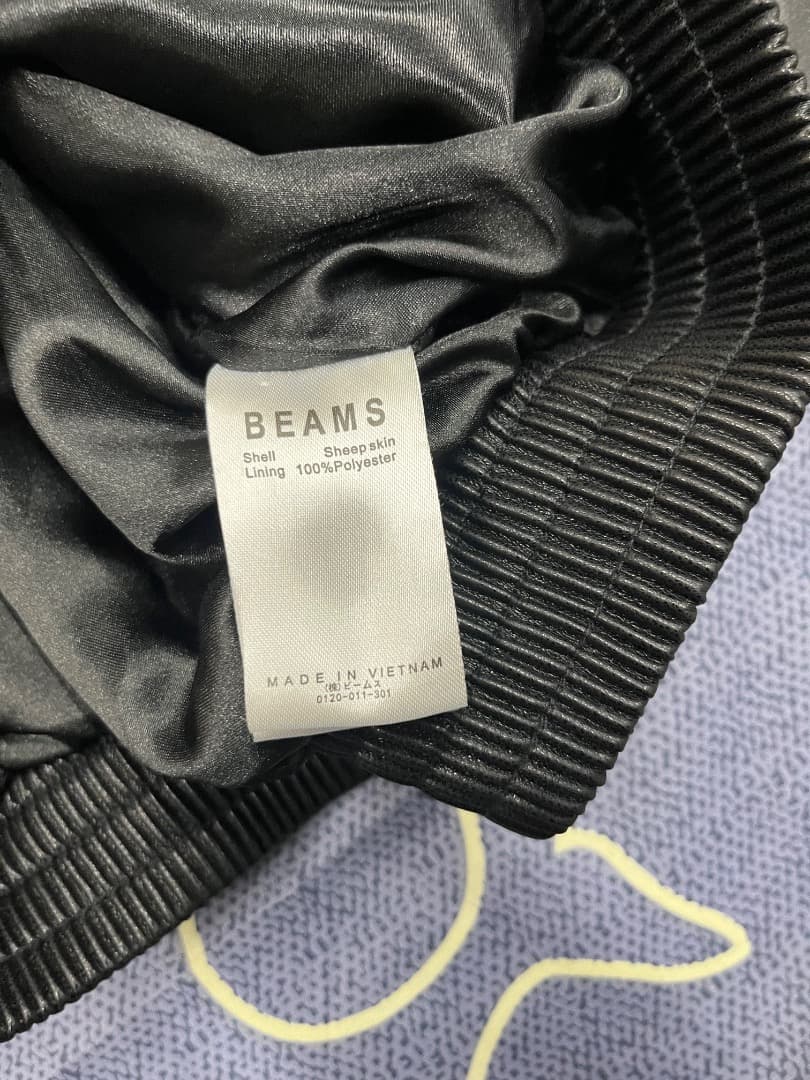 BEAMS
Shell Sheep skin
Lining 100%Polyester
MADE IN VIETNAM
(株)ビームス
0120-011-301